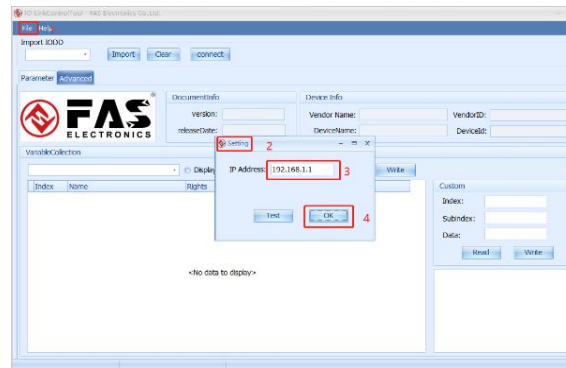 IO-LinkControlTool - FAS Electronics Co.,Ltd.
File Help
Import IODD
Import Clear connect
Parameter Advanced
FAS
ELECTRONICS
DocumentInfo
version:
releaseDate:
Device Info
Vendor Name:
VendorID:
DeviceName:
DeviceId:
VariableCollection
Display
Write
Index Name Rights
<No data to display>
Setting
2
IP Address: 192.168.1.1
3
Test OK
4
Custom
Index:
Subindex:
Data:
Read Write